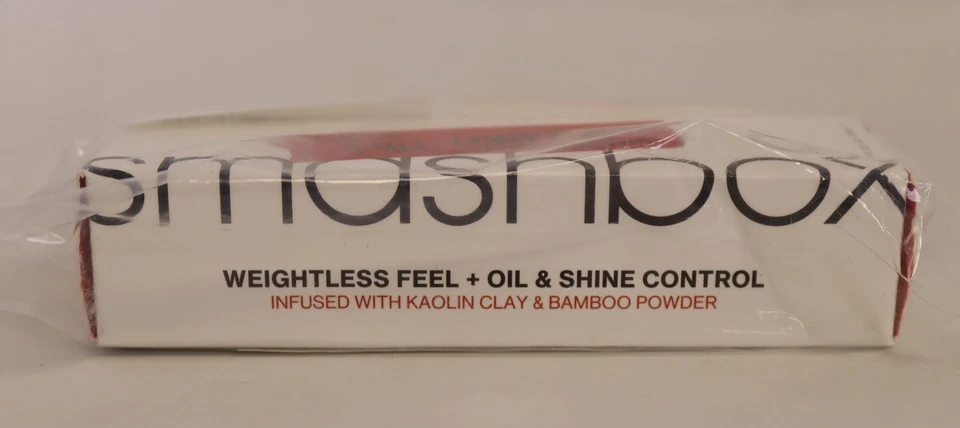 smashbox
WEIGHTLESS FEEL + OIL & SHINE CONTROL
INFUSED WITH KAOLIN CLAY & BAMBOO POWDER